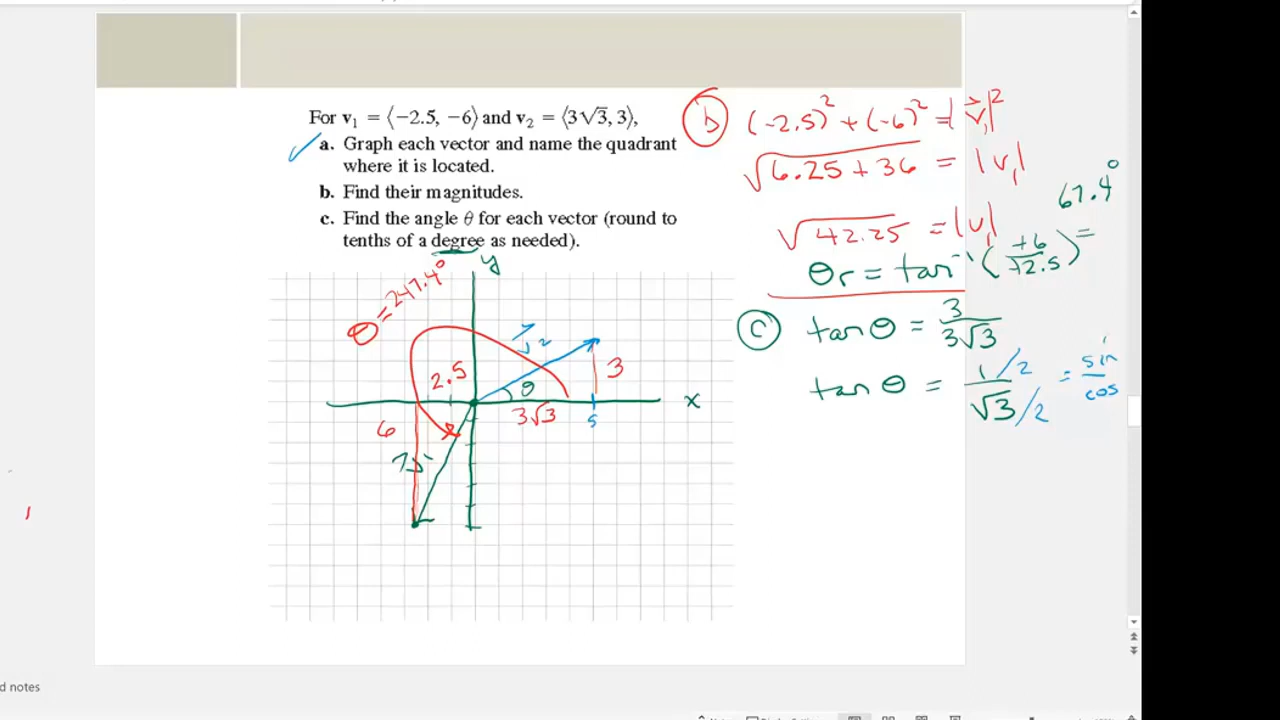 For v₁ = ⟨−2.5, −6⟩ and v₂ = ⟨3√3, 3⟩,
a. Graph each vector and name the quadrant
where it is located.
b. Find their magnitudes.
c. Find the angle θ for each vector (round to
tenths of a degree as needed).
b (-2.5)² + (-6)² = |v₁|²
√6.25 + 36 = |v₁|
√42.25 = |v₁|
67.4°
θr = tan⁻¹ (+6/+2.5) =
c tan θ = 3/3√3
tan θ = 1/2 / √3/2 = sin/cos
y
θ = 247.4°
v₂
2.5
θ
3
x
3√3
5
6
d notes